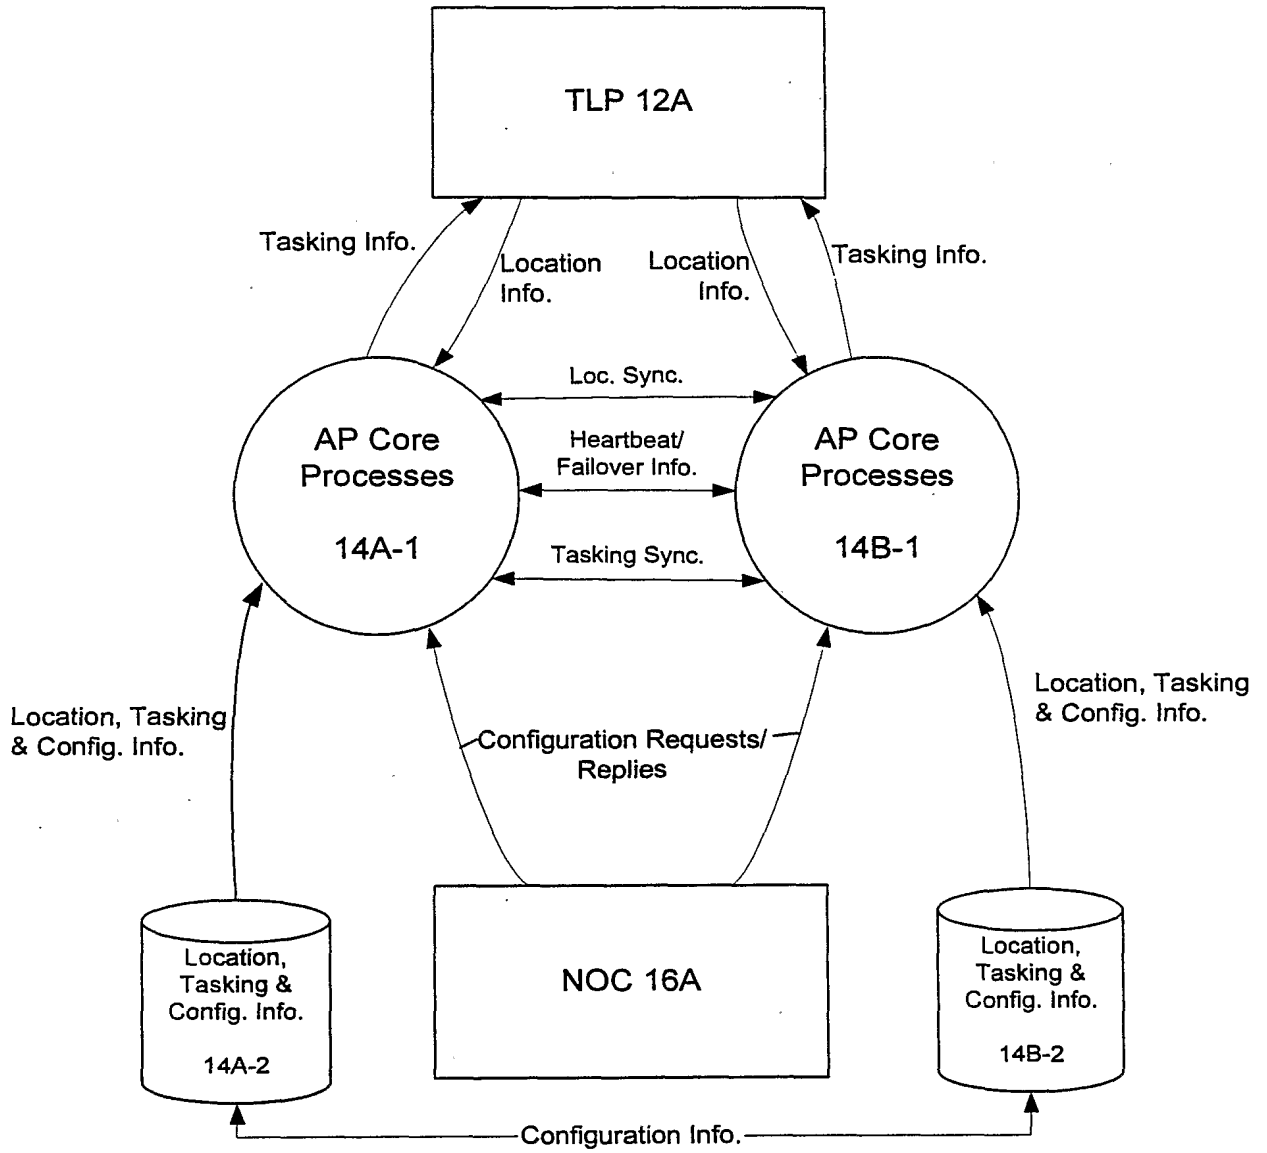 TLP 12A
Tasking Info.
Location
Info.
Location
Info.
Tasking Info.
Loc. Sync.
AP Core
Processes
14A-1
Heartbeat/
Failover Info.
AP Core
Processes
14B-1
Tasking Sync.
Location, Tasking
& Config. Info.
Configuration Requests/
Replies
Location, Tasking
& Config. Info.
Location,
Tasking &
Config. Info.
14A-2
NOC 16A
Location,
Tasking &
Config. Info.
14B-2
Configuration Info.